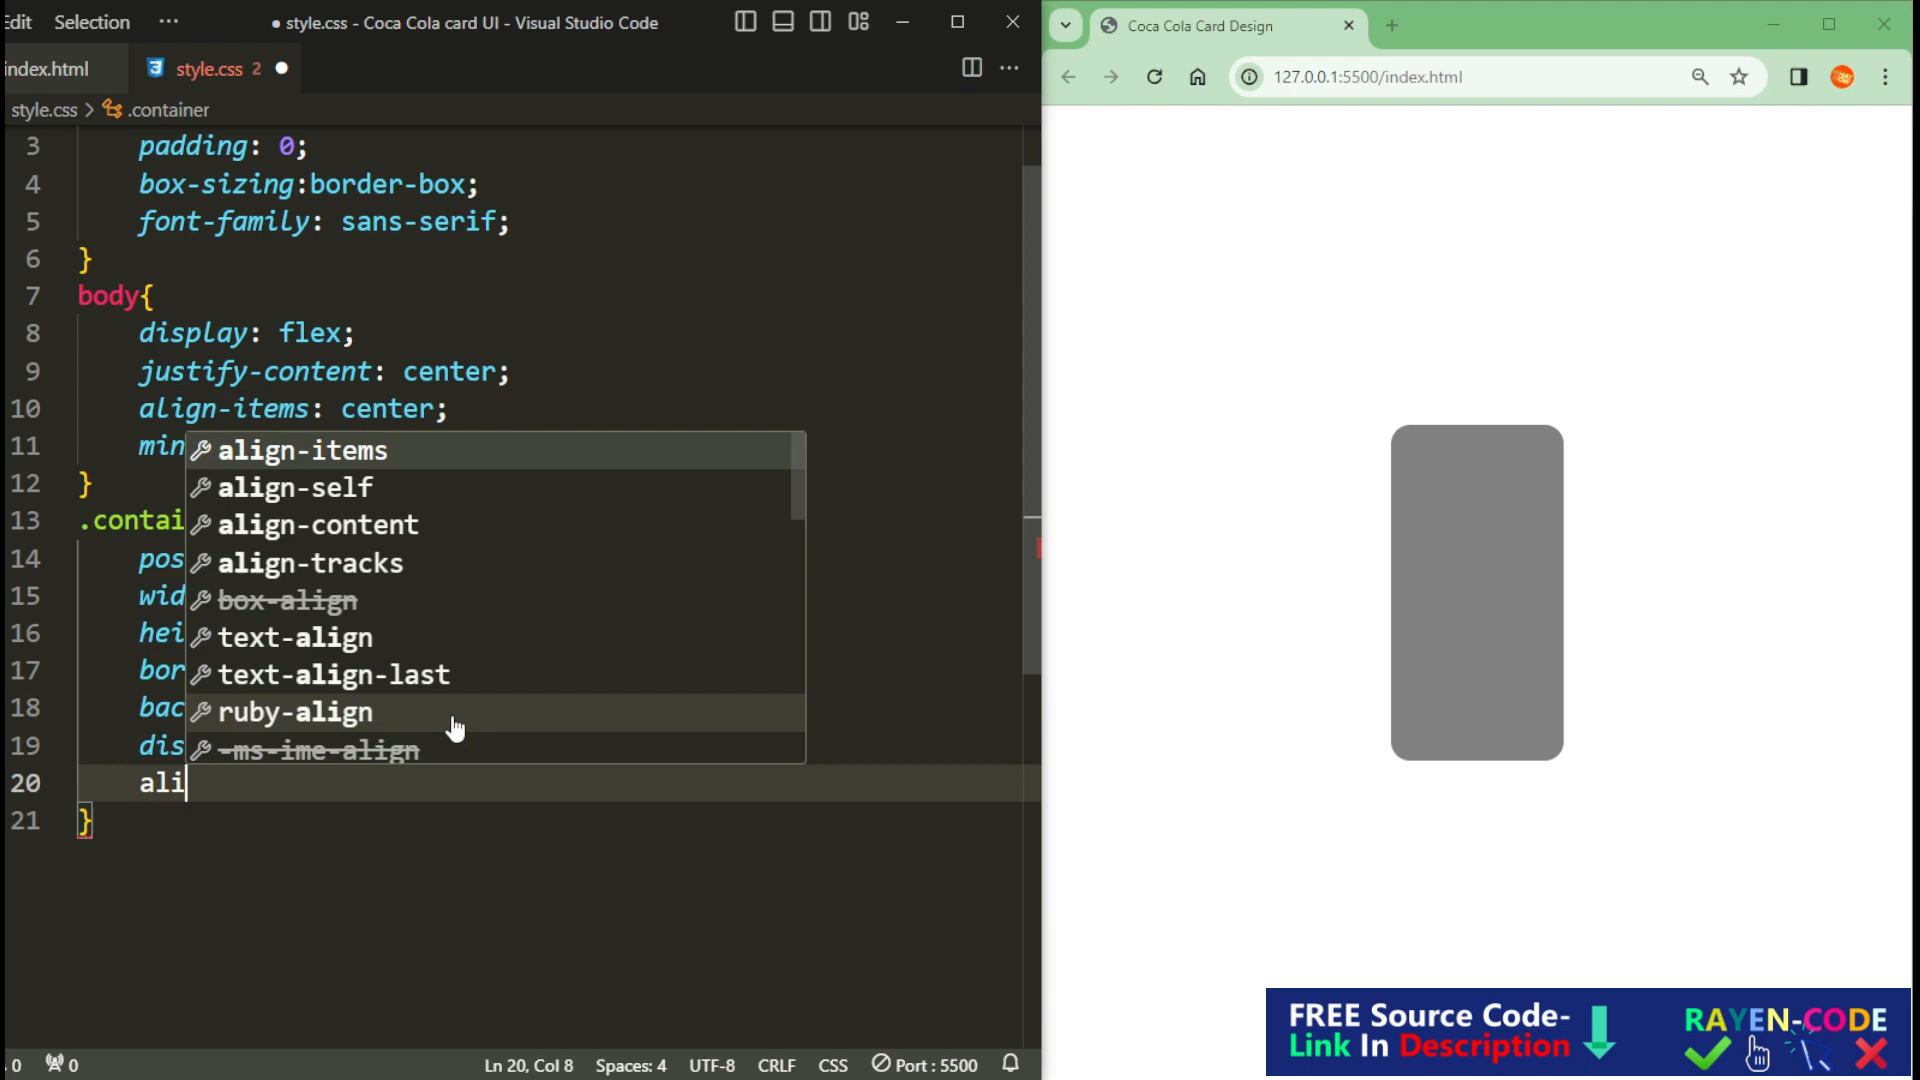 Edit Selection ··· ● style.css - Coca Cola card UI - Visual Studio Code
index.html style.css 2 ●
style.css > .container
3 padding: 0;
4 box-sizing:border-box;
5 font-family: sans-serif;
6 }
7 body{
8 display: flex;
9 justify-content: center;
10 align-items: center;
11 min
12 }
13 .contai
14 pos
15 wid
16 hei
17 bor
18 bac
19 dis
20 ali
21 }
align-items
align-self
align-content
align-tracks
box-align
text-align
text-align-last
ruby-align
-ms-ime-align
0 0 Ln 20, Col 8 Spaces: 4 UTF-8 CRLF CSS Port : 5500
Coca Cola Card Design
127.0.0.1:5500/index.html
FREE Source Code-
Link In Description
RAYEN-CODE